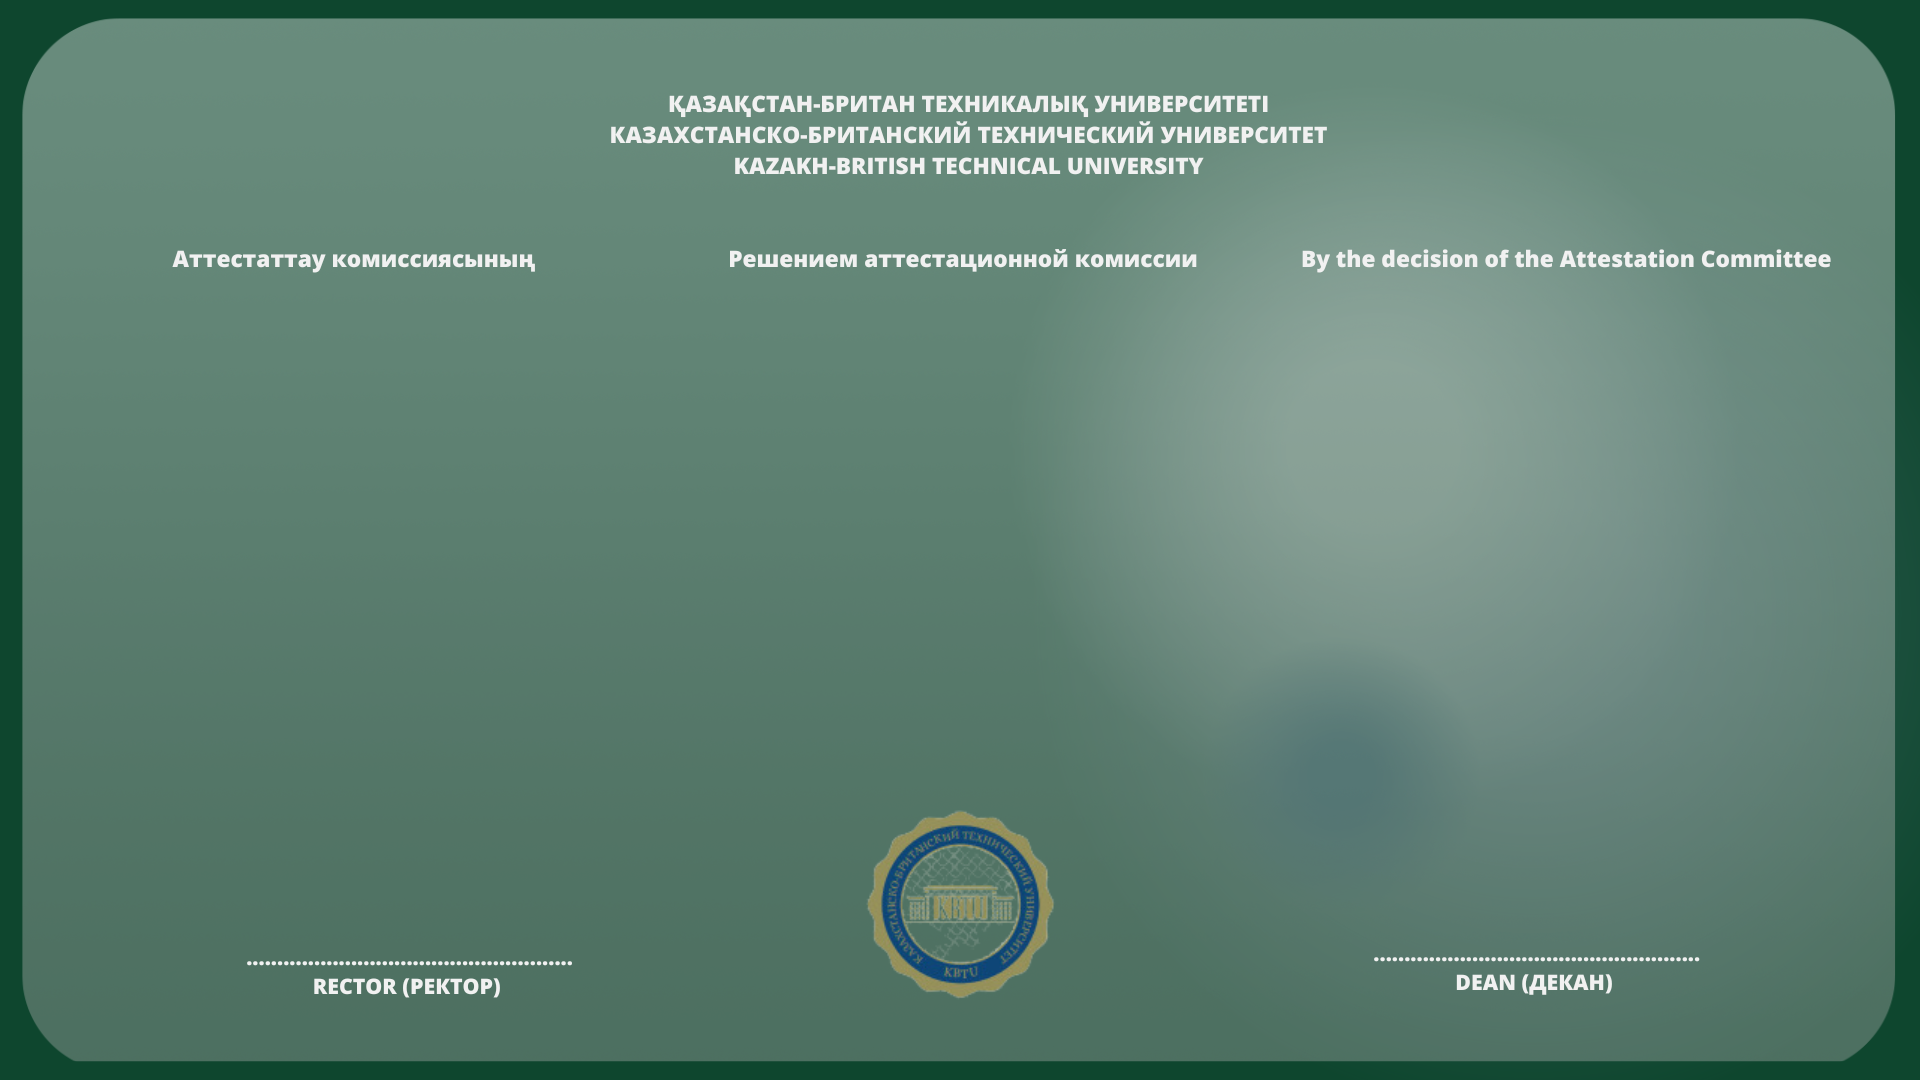 ҚАЗАҚСТАН-БРИТАН ТЕХНИКАЛЫҚ УНИВЕРСИТЕТІ
КАЗАХСТАНСКО-БРИТАНСКИЙ ТЕХНИЧЕСКИЙ УНИВЕРСИТЕТ
KAZAKH-BRITISH TECHNICAL UNIVERSITY
Аттестаттау комиссиясының
Решением аттестационной комиссии
By the decision of the Attestation Committee
КАЗАХСТАНСКО-БРИТАНСКИЙ ТЕХНИЧЕСКИЙ УНИВЕРСИТЕТ
KBTU
RECTOR (РЕКТОР)
DEAN (ДЕКАН)